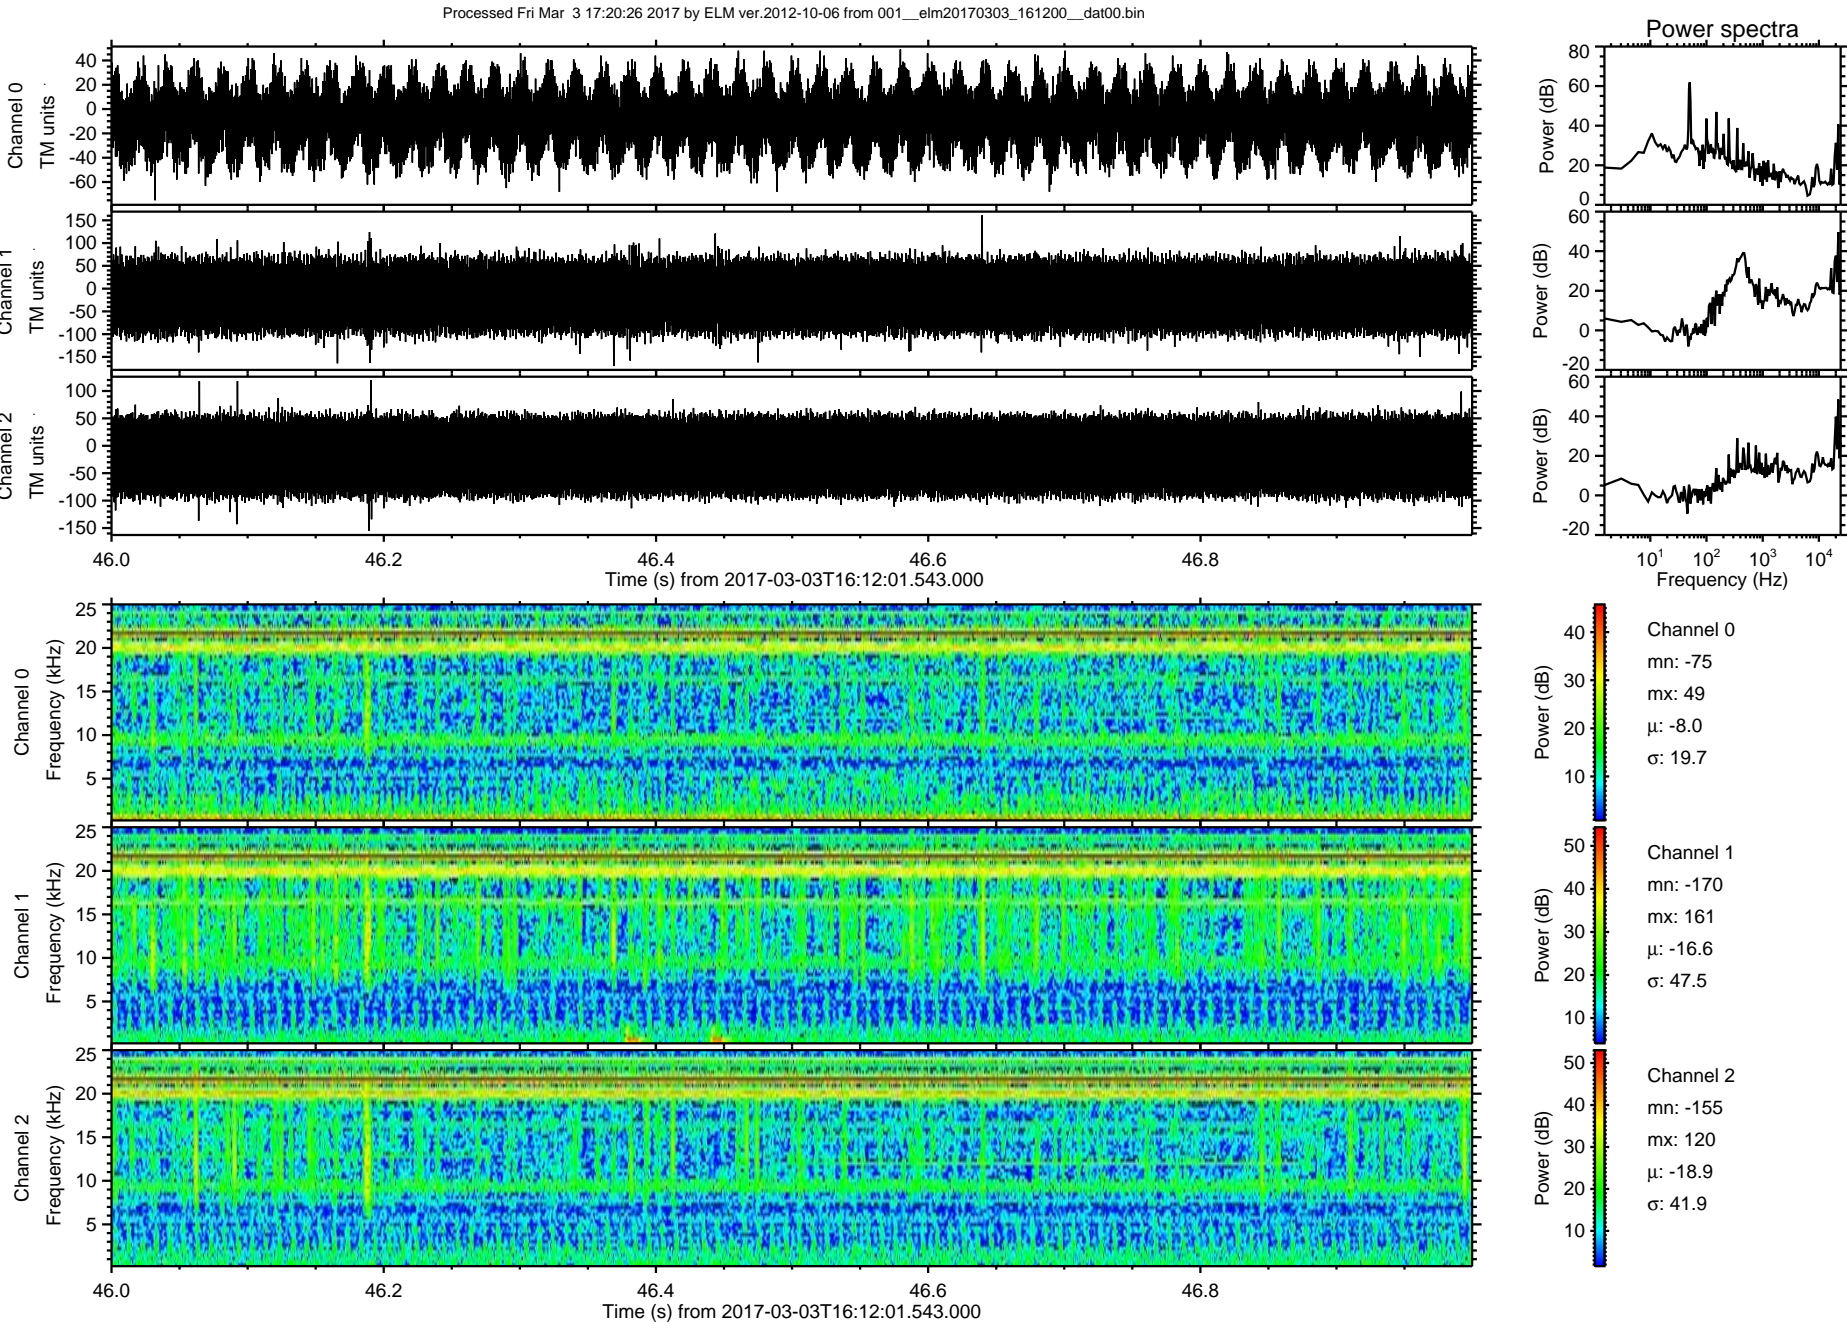 Processed Fri Mar  3 17:20:26 2017 by ELM ver.2012-10-06 from 001__elm20170303_161200__dat00.bin
Power spectra
Channel 0
TM units
40
20
0
-20
-40
-60
Power (dB)
80
60
40
20
0
Channel 1
TM units
150
100
50
0
-50
-100
-150
Power (dB)
60
40
20
0
-20
Channel 2
TM units
100
50
0
-50
-100
-150
Power (dB)
60
40
20
0
-20
46.0 46.2 46.4 46.6 46.8
Time (s) from 2017-03-03T16:12:01.543.000
10^1 10^2 10^3 10^4
Frequency (Hz)
Channel 0
Frequency (kHz)
25
20
15
10
5
Power (dB)
40
30
20
10
Channel 0
mn: -75
mx: 49
μ: -8.0
σ: 19.7
Channel 1
Frequency (kHz)
25
20
15
10
5
Power (dB)
50
40
30
20
10
Channel 1
mn: -170
mx: 161
μ: -16.6
σ: 47.5
Channel 2
Frequency (kHz)
25
20
15
10
5
Power (dB)
50
40
30
20
10
Channel 2
mn: -155
mx: 120
μ: -18.9
σ: 41.9
46.0 46.2 46.4 46.6 46.8
Time (s) from 2017-03-03T16:12:01.543.000